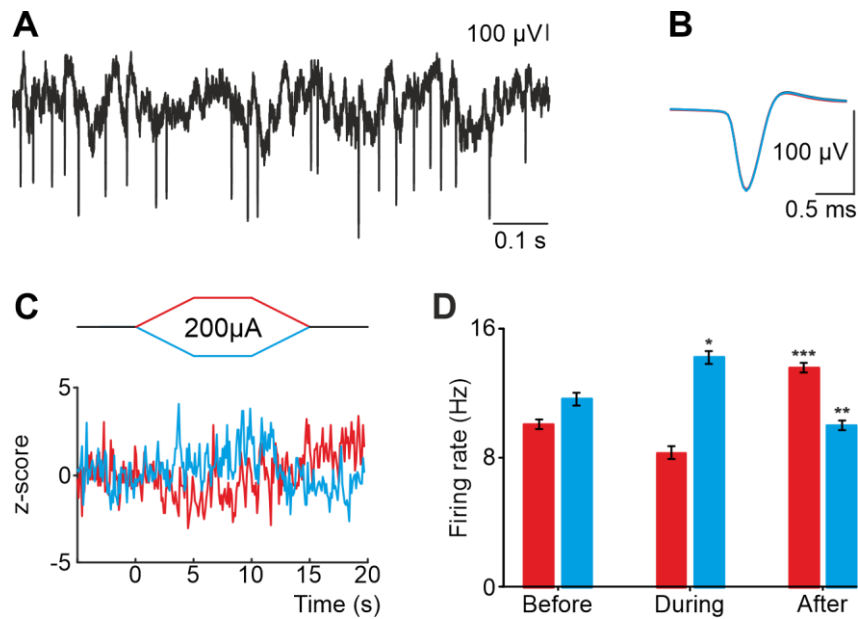 A
100 µV
0.1 s
B
100 µV
0.5 ms
C
200µA
5
0
-5
z-score
0 5 10 15 20
Time (s)
D
16
8
0
Firing rate (Hz)
*
***
**
Before During After